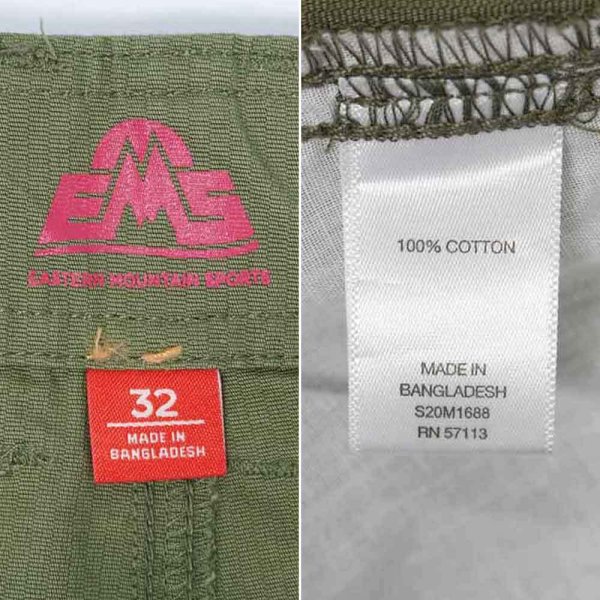 EMS
EASTERN MOUNTAIN SPORTS
32
MADE IN
BANGLADESH
100% COTTON
MADE IN
BANGLADESH
S20M1688
RN 57113